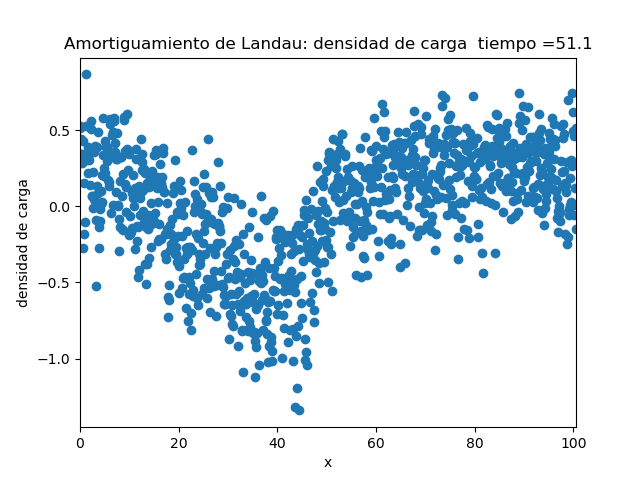 Amortiguamiento de Landau: densidad de carga  tiempo =51.1
densidad de carga
0.5
0.0
−0.5
−1.0
0 20 40 60 80 100
x